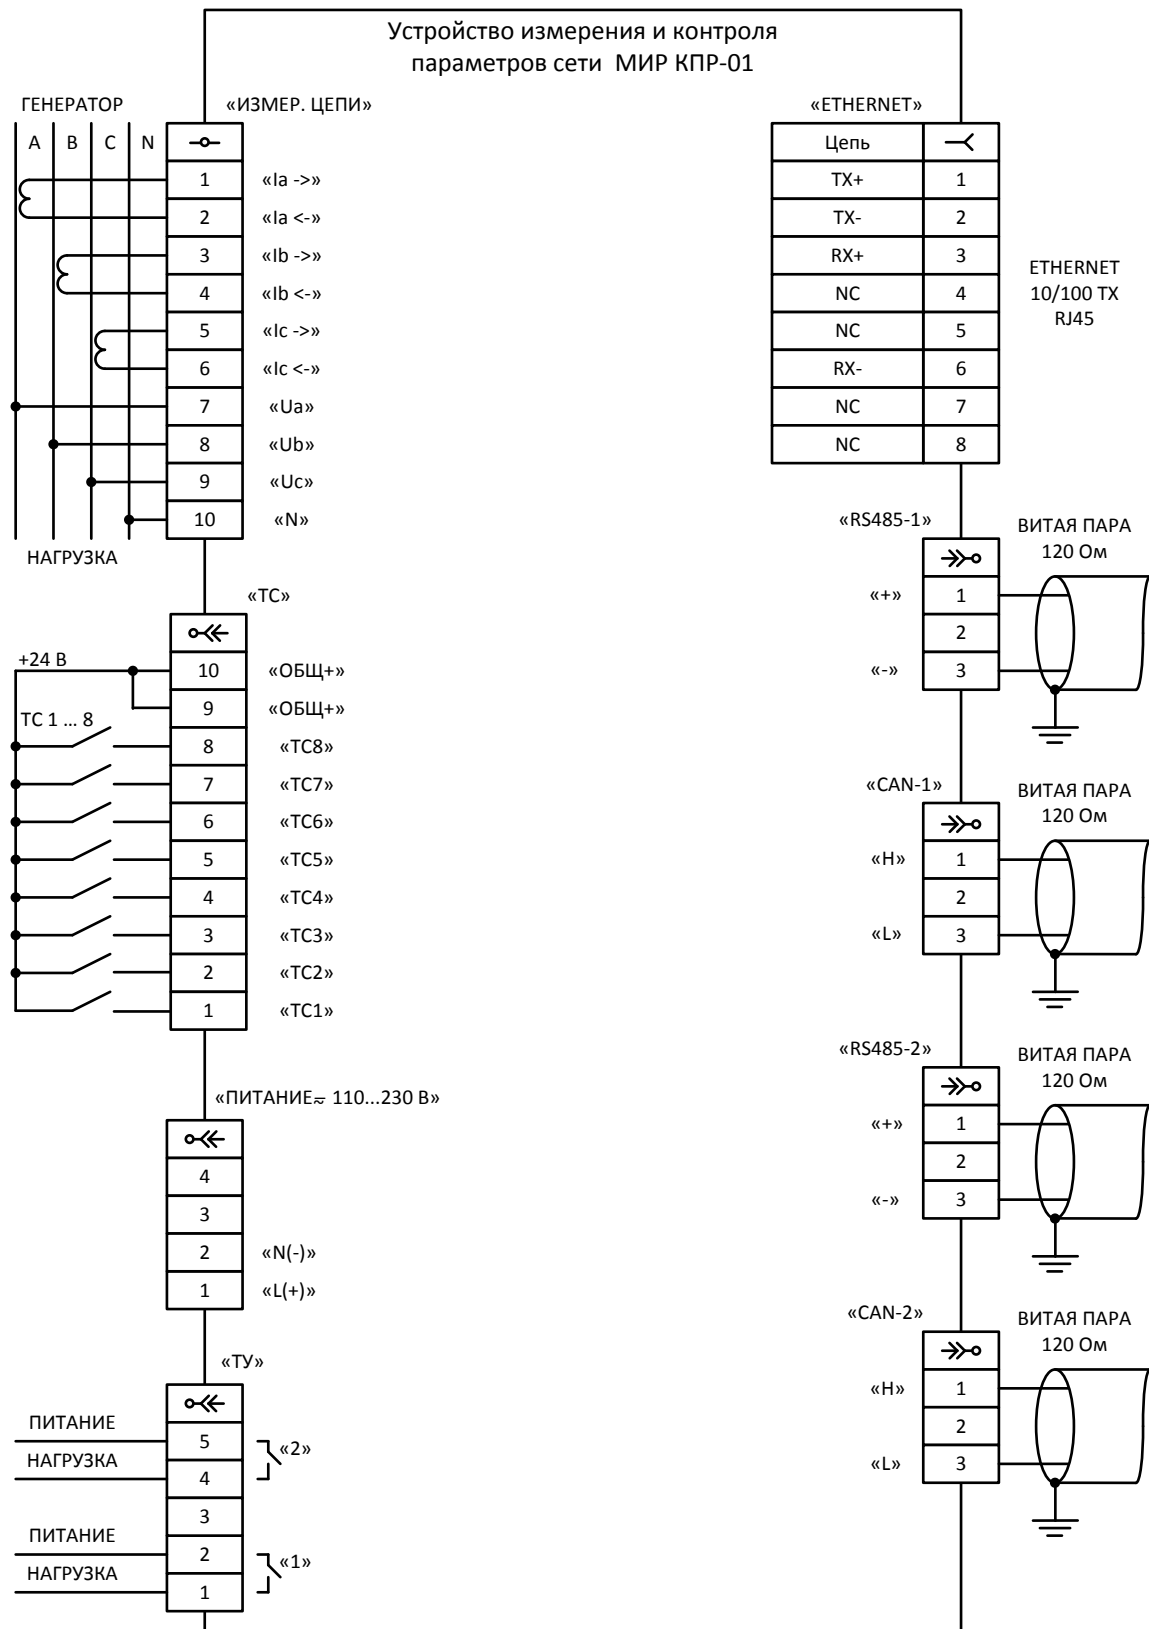 Устройство измерения и контроля
параметров сети МИР КПР-01
ГЕНЕРАТОР
«ИЗМЕР. ЦЕПИ»
A B C N
1 «Ia ->»
2 «Ia <-»
3 «Ib ->»
4 «Ib <-»
5 «Ic ->»
6 «Ic <-»
7 «Ua»
8 «Ub»
9 «Uc»
10 «N»
НАГРУЗКА
«ТС»
+24 В
10 «ОБЩ+»
9 «ОБЩ+»
ТС 1 ... 8
8 «ТС8»
7 «ТС7»
6 «ТС6»
5 «ТС5»
4 «ТС4»
3 «ТС3»
2 «ТС2»
1 «ТС1»
«ПИТАНИЕ≂ 110...230 В»
4
3
2 «N(-)»
1 «L(+)»
«ТУ»
ПИТАНИЕ 5
«2»
НАГРУЗКА 4
3
ПИТАНИЕ 2
«1»
НАГРУЗКА 1
«ETHERNET»
Цепь
TX+ 1
TX- 2
RX+ 3
NC 4
NC 5
RX- 6
NC 7
NC 8
ETHERNET
10/100 TX
RJ45
«RS485-1»
ВИТАЯ ПАРА
120 Ом
«+» 1
2
«-» 3
«CAN-1»
ВИТАЯ ПАРА
120 Ом
«H» 1
2
«L» 3
«RS485-2»
ВИТАЯ ПАРА
120 Ом
«+» 1
2
«-» 3
«CAN-2»
ВИТАЯ ПАРА
120 Ом
«H» 1
2
«L» 3